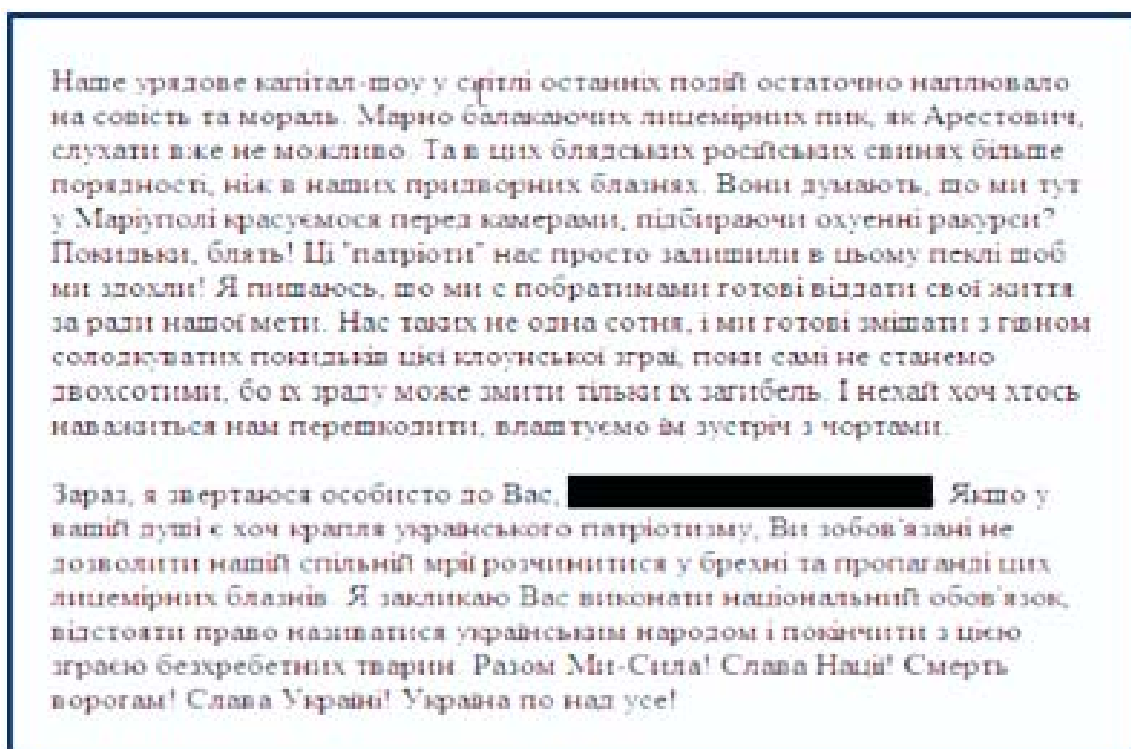 Наше урядове капітал-шоу у світлі останніх подій остаточно наплювало
на совість та мораль. Марно балакаючих лицемірних пик, як Арестович,
слухати вже не можливо. Та в цих блядських російських свинях більше
порядності, ніж в наших придворних блазнях. Вони думають, що ми тут
у Маріуполі красуємося перед камерами, підбираючи охуенні ракурси?
Покидьки, блять! Ці "патріоти" нас просто залишили в цьому пеклі щоб
ми здохли! Я пишаюсь, що ми с побратимами готові віддати свої життя
за ради нашої мети. Нас таких не одна сотня, і ми готові змішати з гівном
солодкуватих покидьків цієї клоунської зграї, поки самі не станемо
двохсотими, бо їх зраду може змити тільки їх загибель. І нехай хоч хтось
наважиться нам перешкодити, влаштуємо їм зустріч з чортами.
Зараз, я звертаюся особисто до Вас, Якщо у
вашій душі є хоч крапля українського патріотизму, Ви зобов'язані не
дозволити нашій спільній мрії розчинитися у брехні та пропаганді цих
лицемірних блазнів. Я закликаю Вас виконати національний обов'язок,
відстояти право називатися українським народом і покінчити з цією
зграєю безхребетних тварин. Разом Ми-Сила! Слава Нації! Смерть
ворогам! Слава Україні! Україна по над усе!